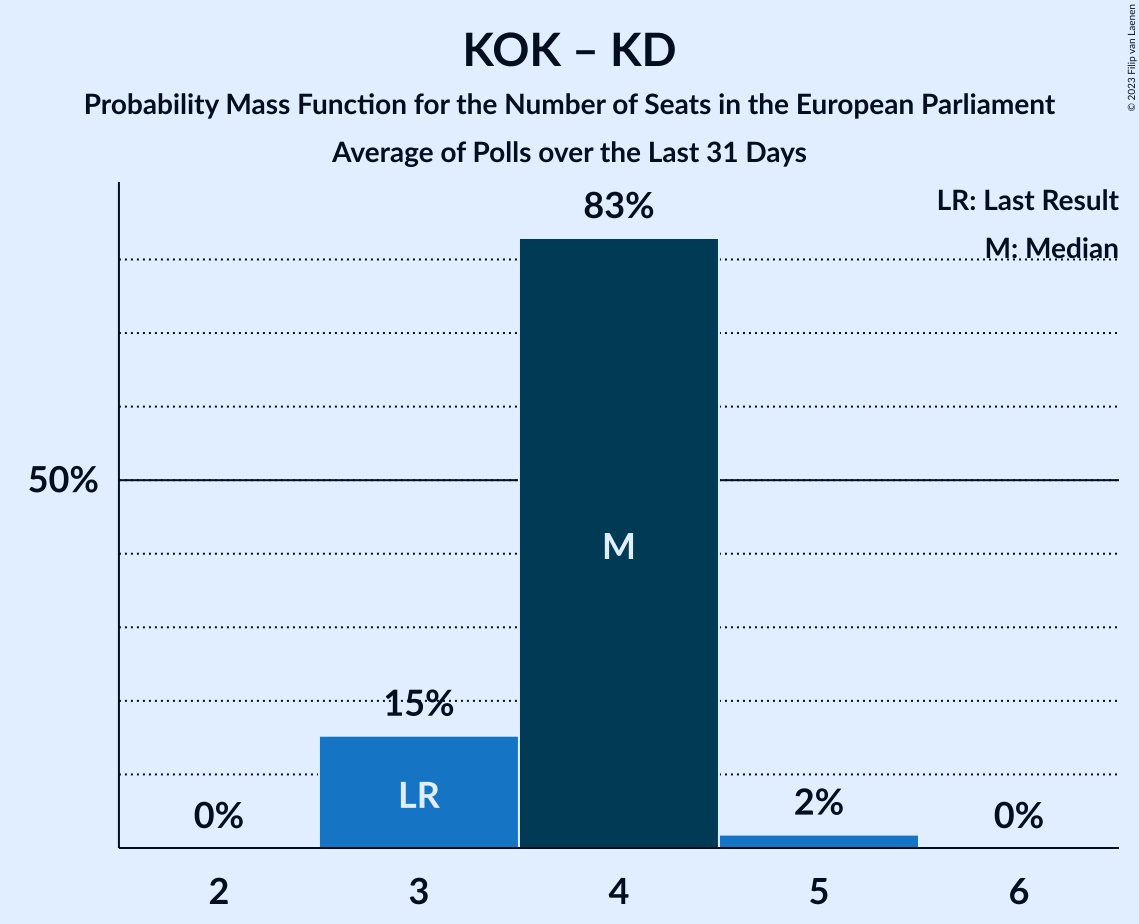 KOK – KD
Probability Mass Function for the Number of Seats in the European Parliament
Average of Polls over the Last 31 Days
© 2023 Filip van Laenen
LR: Last Result
M: Median
83%
50%
M
15%
LR
0%
2%
0%
2
3
4
5
6